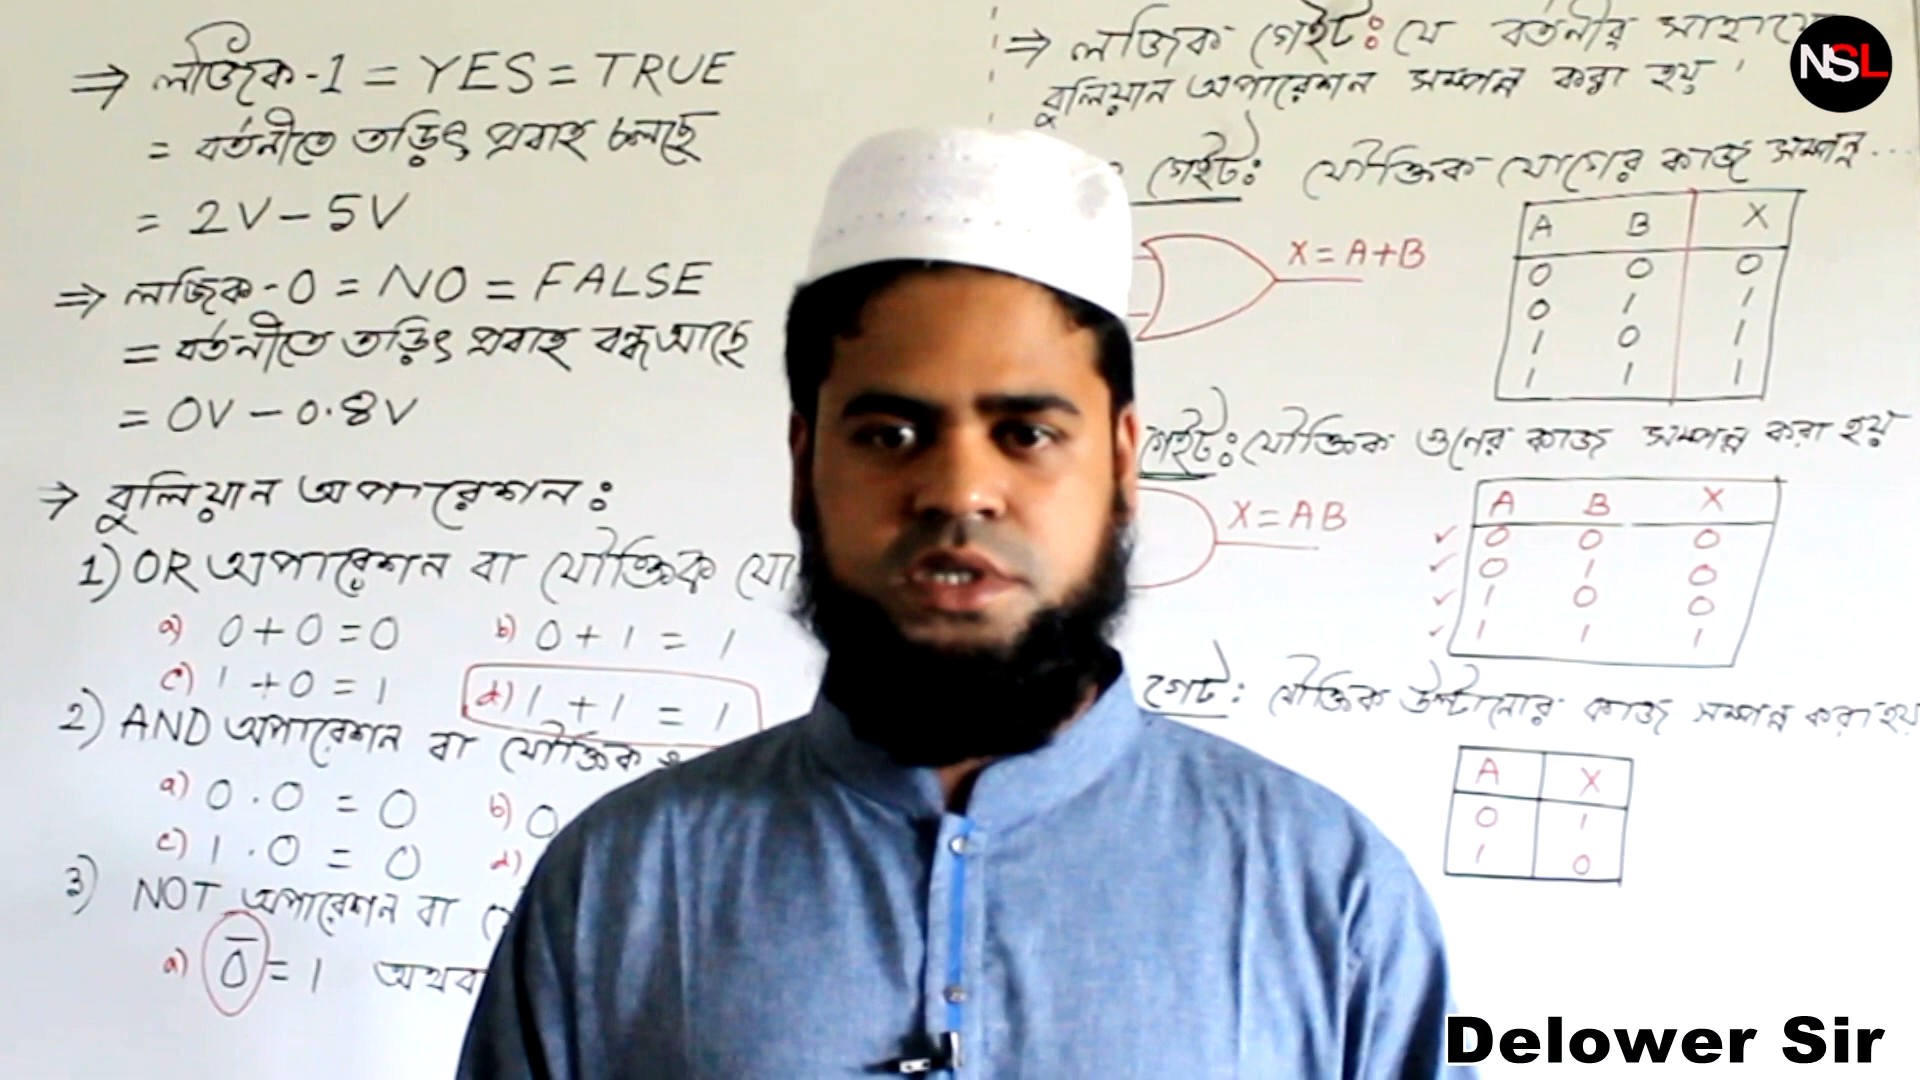 ⇒ লজিক-1 = YES = TRUE
= বর্তনীতে তড়িৎ প্রবাহ চলছে
= 2V – 5V
⇒ লজিক-0 = NO = FALSE
= বর্তনীতে তড়িৎ প্রবাহ বন্ধ আছে
= 0V – 0.8V
⇒ বুলিয়ান অপারেশন:
1) OR অপারেশন বা যৌক্তিক যো
a) 0+0=0 b) 0+1=1
c) 1+0=1 d) 1+1=1
2) AND অপারেশন বা যৌক্তিক
a) 0.0=0 b) 0
c) 1.0=0 d)
3) NOT অপারেশন বা
a) 0̅=1 অথবা
⇒ লজিক গেইট: যে বর্তনীর সাহায্যে
বুলিয়ান অপারেশন সম্পন্ন করা হয়।
গেইট: যৌক্তিক যোগের কাজ সম্পন্ন...
X=A+B
A B X
0 0 0
0 1 1
1 0 1
1 1 1
গেইট: যৌক্তিক গুনের কাজ সম্পন্ন করা হয়
X=AB
A B X
✓ 0 0 0
✓ 0 1 0
✓ 1 0 0
✓ 1 1 1
গেট: যৌক্তিক উল্টানোর কাজ সম্পন্ন করা হয়
A X
0 1
1 0
NSL
Delower Sir